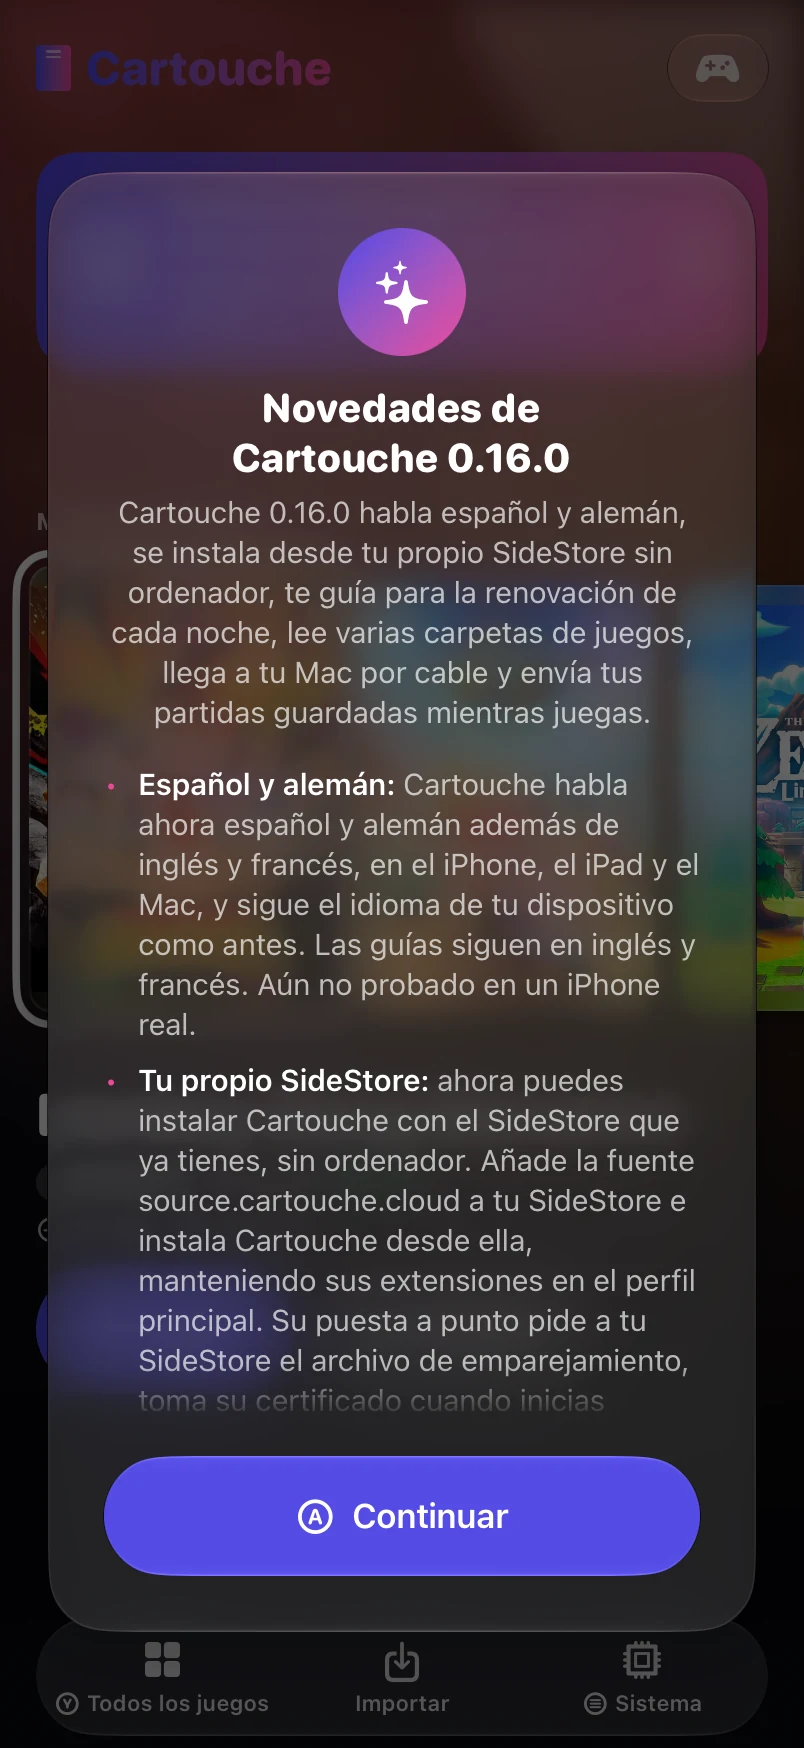 Cartouche
Novedades de
Cartouche 0.16.0
Cartouche 0.16.0 habla español y alemán,
se instala desde tu propio SideStore sin
ordenador, te guía para la renovación de
cada noche, lee varias carpetas de juegos,
llega a tu Mac por cable y envía tus
partidas guardadas mientras juegas.
• Español y alemán: Cartouche habla
ahora español y alemán además de
inglés y francés, en el iPhone, el iPad y el
Mac, y sigue el idioma de tu dispositivo
como antes. Las guías siguen en inglés y
francés. Aún no probado en un iPhone
real.
• Tu propio SideStore: ahora puedes
instalar Cartouche con el SideStore que
ya tienes, sin ordenador. Añade la fuente
source.cartouche.cloud a tu SideStore e
instala Cartouche desde ella,
manteniendo sus extensiones en el perfil
principal. Su puesta a punto pide a tu
SideStore el archivo de emparejamiento,
toma su certificado cuando inicias
A Continuar
Y Todos los juegos
Importar
Sistema